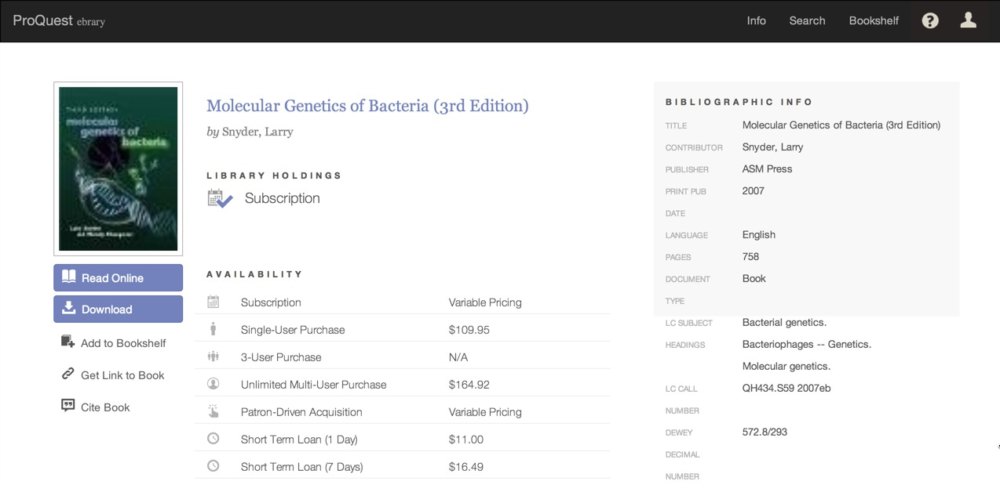 ProQuest ebrary
Info
Search
Bookshelf
?
THIRD EDITION
molecular
genetics of
bacteria
Read Online
Download
Add to Bookshelf
Get Link to Book
Cite Book
Molecular Genetics of Bacteria (3rd Edition)
by Snyder, Larry
LIBRARY HOLDINGS
Subscription
AVAILABILITY
Subscription Variable Pricing
Single-User Purchase $109.95
3-User Purchase N/A
Unlimited Multi-User Purchase $164.92
Patron-Driven Acquisition Variable Pricing
Short Term Loan (1 Day) $11.00
Short Term Loan (7 Days) $16.49
BIBLIOGRAPHIC INFO
TITLE Molecular Genetics of Bacteria (3rd Edition)
CONTRIBUTOR Snyder, Larry
PUBLISHER ASM Press
PRINT PUB 2007
DATE
LANGUAGE English
PAGES 758
DOCUMENT Book
TYPE
LC SUBJECT Bacterial genetics.
HEADINGS Bacteriophages -- Genetics.
Molecular genetics.
LC CALL QH434.S59 2007eb
NUMBER
DEWEY 572.8/293
DECIMAL
NUMBER